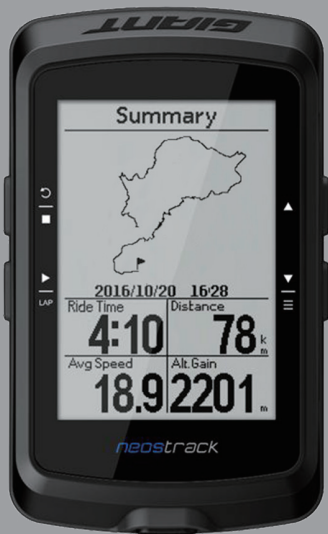 GIANT
Summary
2016/10/20 16:28
Ride Time Distance
4:10 78 km
Avg Speed Alt.Gain
18.9 2201 m
LAP
neostrack